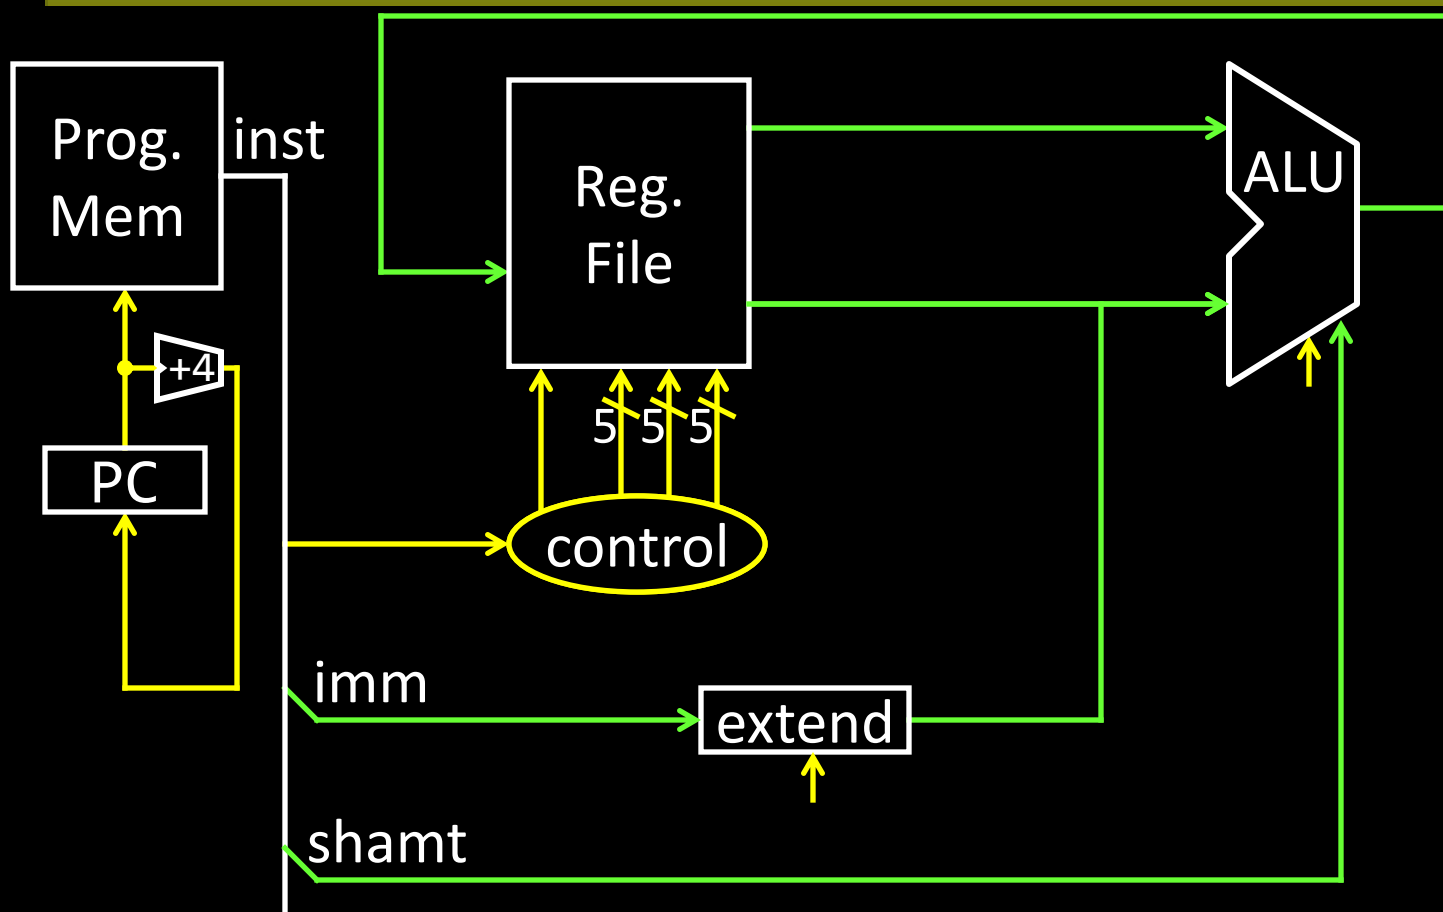 Prog.
Mem
inst
Reg.
File
ALU
+4
5 5 5
PC
control
imm
extend
shamt